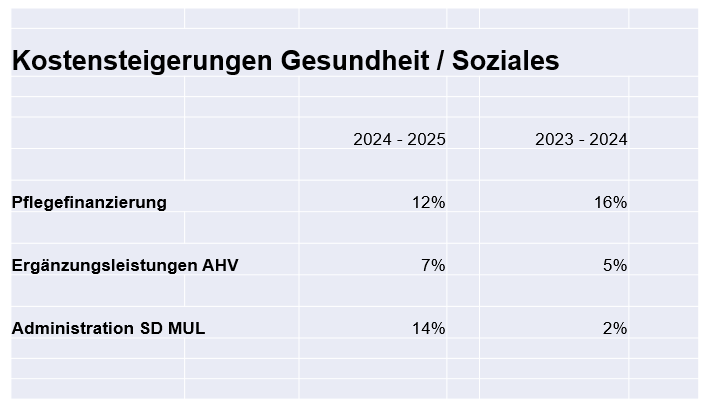 Kostensteigerungen Gesundheit / Soziales
2024 - 2025 2023 - 2024
Pflegefinanzierung 12% 16%
Ergänzungsleistungen AHV 7% 5%
Administration SD MUL 14% 2%